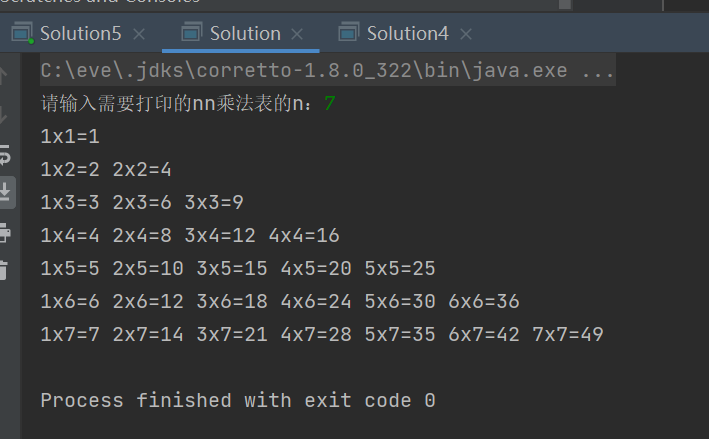 Solution5 Solution Solution4
C:\eve\.jdks\corretto-1.8.0_322\bin\java.exe ...
请输入需要打印的nn乘法表的n：7
1x1=1
1x2=2 2x2=4
1x3=3 2x3=6 3x3=9
1x4=4 2x4=8 3x4=12 4x4=16
1x5=5 2x5=10 3x5=15 4x5=20 5x5=25
1x6=6 2x6=12 3x6=18 4x6=24 5x6=30 6x6=36
1x7=7 2x7=14 3x7=21 4x7=28 5x7=35 6x7=42 7x7=49
Process finished with exit code 0